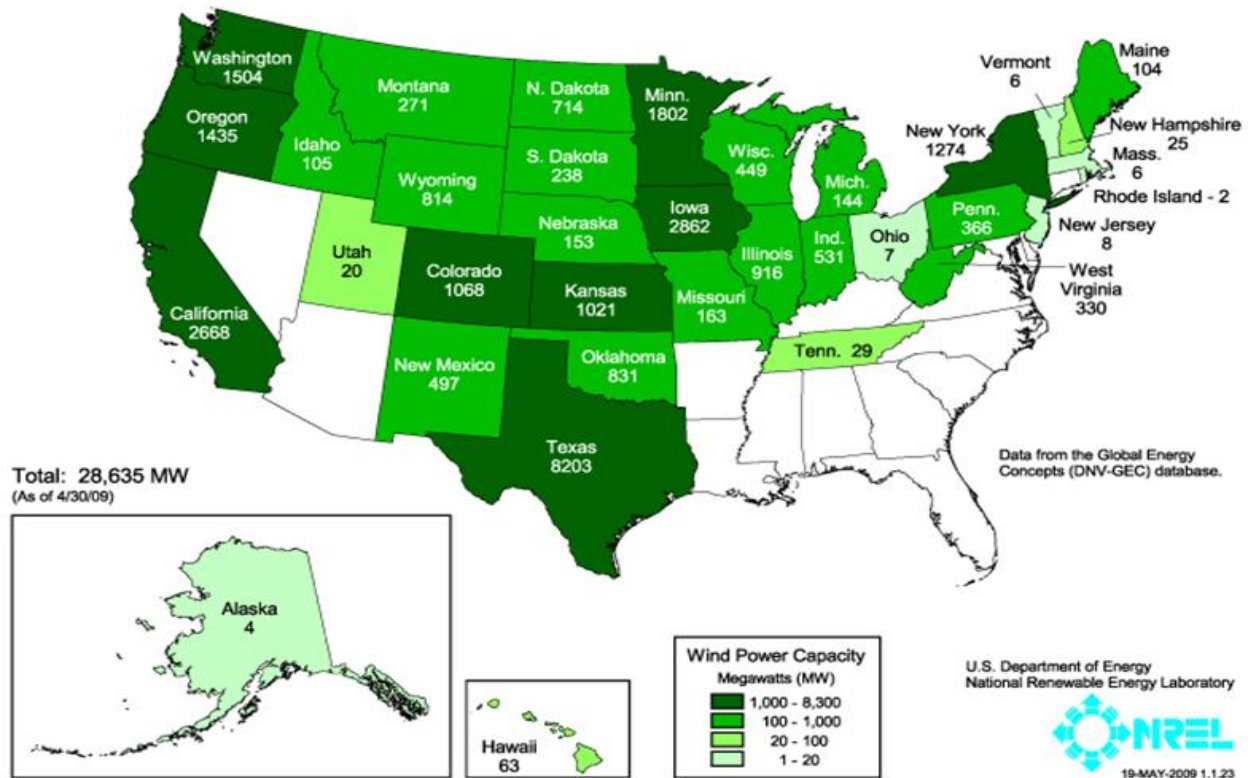 Washington
1504
Oregon
1435
California
2668
Idaho
105
Montana
271
Wyoming
814
Utah
20
Colorado
1068
New Mexico
497
N. Dakota
714
S. Dakota
238
Nebraska
153
Kansas
1021
Oklahoma
831
Texas
8203
Minn.
1802
Iowa
2862
Missouri
163
Wisc.
449
Illinois
916
Mich.
144
Ind.
531
Ohio
7
Tenn. 29
Penn.
366
New York
1274
Vermont
6
Maine
104
New Hampshire
25
Mass.
6
Rhode Island - 2
New Jersey
8
West
Virginia
330
Data from the Global Energy
Concepts (DNV-GEC) database.
Total: 28,635 MW
(As of 4/30/09)
Alaska
4
Hawaii
63
Wind Power Capacity
Megawatts (MW)
1,000 - 8,300
100 - 1,000
20 - 100
1 - 20
U.S. Department of Energy
National Renewable Energy Laboratory
NREL
19-MAY-2009 1.1.23